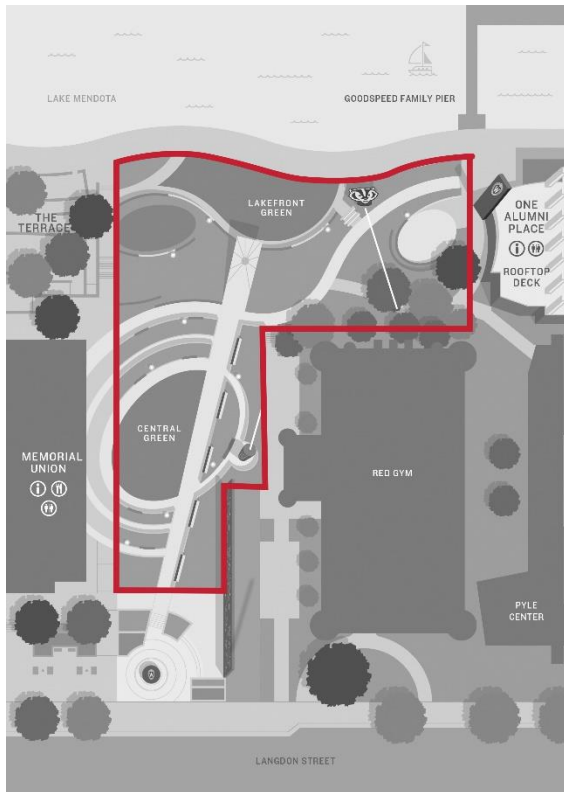 LAKE MENDOTA
GOODSPEED FAMILY PIER
LAKEFRONT
GREEN
THE
TERRACE
ONE
ALUMNI
PLACE
ROOFTOP
DECK
CENTRAL
GREEN
MEMORIAL
UNION
RED GYM
PYLE
CENTER
LANGDON STREET